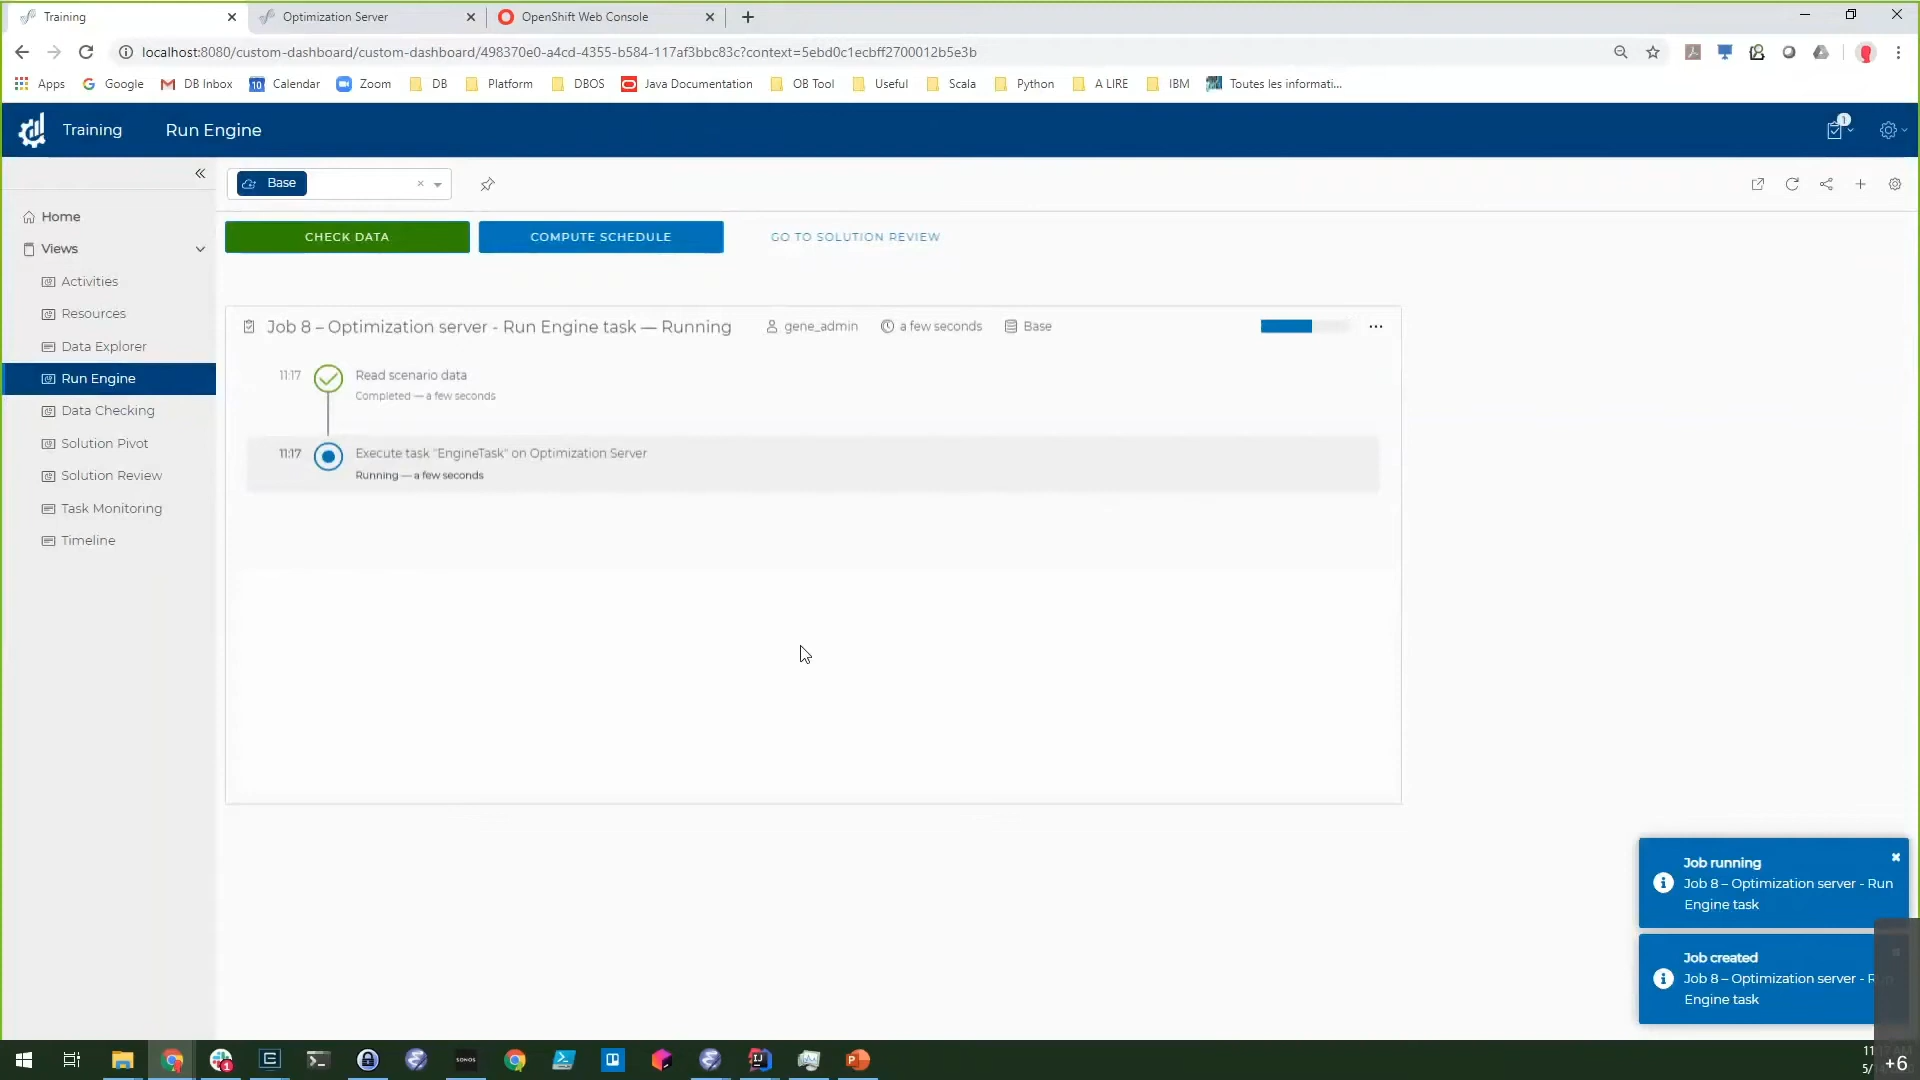 Training
Optimization Server
OpenShift Web Console
localhost:8080/custom-dashboard/custom-dashboard/498370e0-a4cd-4355-b584-117af3bbc83c?context=5ebd0c1ecbff2700012b5e3b
Apps
Google
DB Inbox
10
Calendar
Zoom
DB
Platform
DBOS
Java Documentation
OB Tool
Useful
Scala
Python
A LIRE
IBM
Toutes les informati...
Training
Run Engine
1
Base
Home
Views
Activities
Resources
Data Explorer
Run Engine
Data Checking
Solution Pivot
Solution Review
Task Monitoring
Timeline
CHECK DATA
COMPUTE SCHEDULE
GO TO SOLUTION REVIEW
Job 8 – Optimization server - Run Engine task — Running
gene_admin
a few seconds
Base
11:17
Read scenario data
Completed — a few seconds
11:17
Execute task "EngineTask" on Optimization Server
Running — a few seconds
Job running
Job 8 – Optimization server - Run
Engine task
Job created
Job 8 – Optimization server - Run
Engine task
SONOS
+6